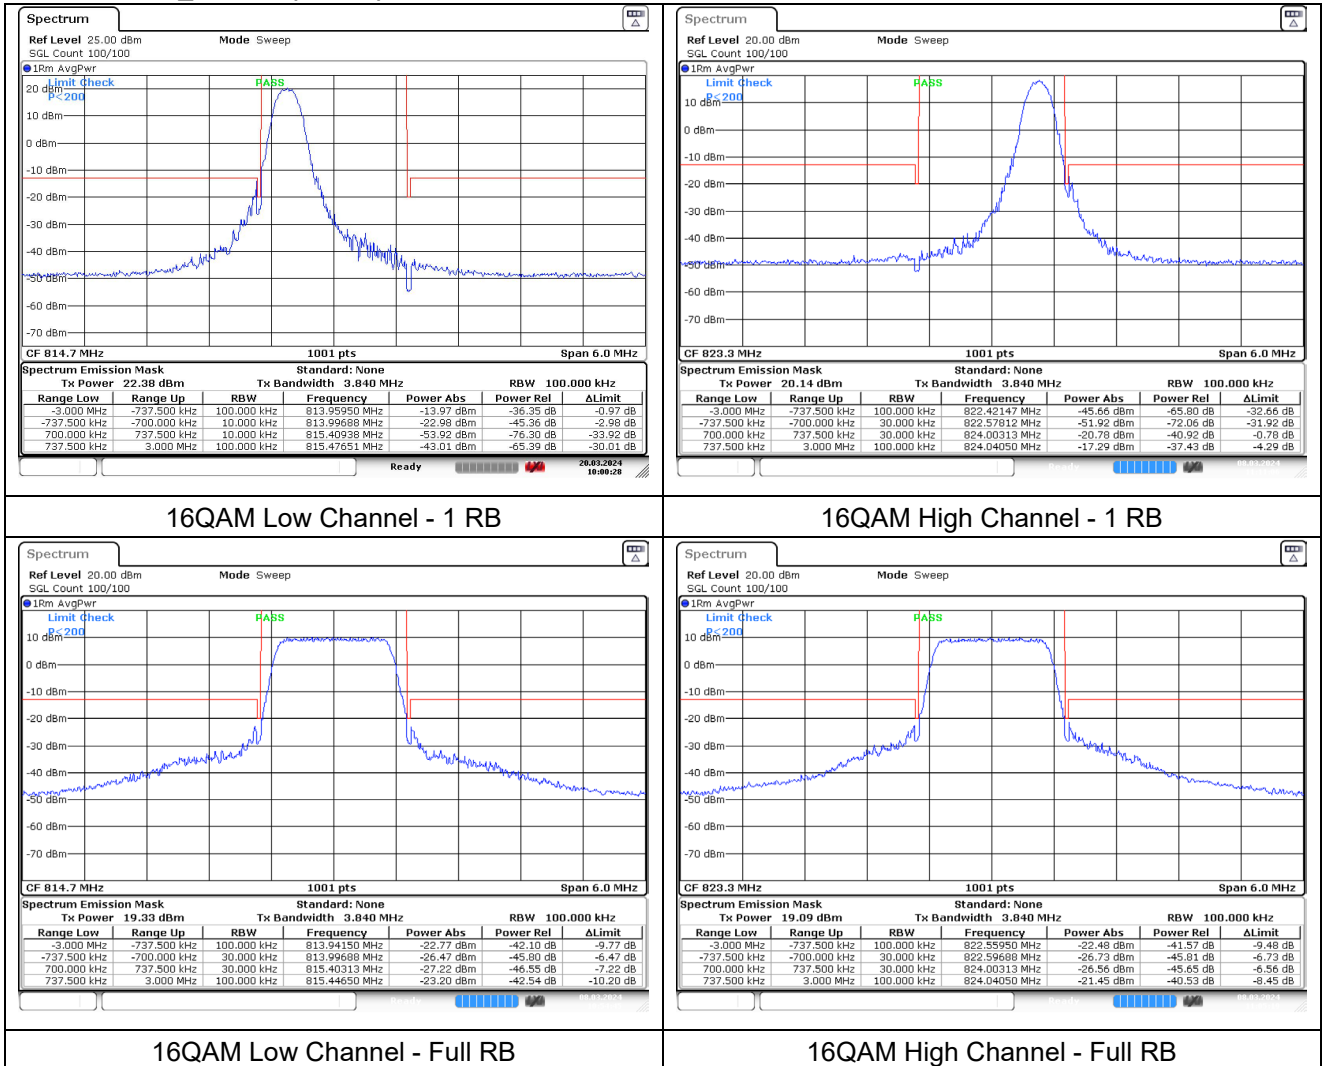 Spectrum
Ref Level 25.00 dBm Mode Sweep
SGL Count 100/100
1Rm AvgPwr
Limit Check PASS
P<200
20 dBm
10 dBm
0 dBm
-10 dBm
-20 dBm
-30 dBm
-40 dBm
-50 dBm
-60 dBm
-70 dBm
CF 814.7 MHz 1001 pts Span 6.0 MHz
Spectrum Emission Mask Standard: None
Tx Power 22.38 dBm Tx Bandwidth 3.840 MHz RBW 100.000 kHz
Range Low Range Up RBW Frequency Power Abs Power Rel ΔLimit
-3.000 MHz -737.500 kHz 100.000 kHz 813.95950 MHz -13.97 dBm -36.35 dB -0.97 dB
-737.500 kHz -700.000 kHz 10.000 kHz 813.99688 MHz -22.98 dBm -45.36 dB -2.98 dB
700.000 kHz 737.500 kHz 10.000 kHz 815.40938 MHz -53.92 dBm -76.30 dB -33.92 dB
737.500 kHz 3.000 MHz 100.000 kHz 815.47651 MHz -43.01 dBm -65.39 dB -30.01 dB
Ready 20.03.2024
10:00:28
16QAM Low Channel - 1 RB
Spectrum
Ref Level 20.00 dBm Mode Sweep
SGL Count 100/100
1Rm AvgPwr
Limit Check PASS
P<200
10 dBm
0 dBm
-10 dBm
-20 dBm
-30 dBm
-40 dBm
-50 dBm
-60 dBm
-70 dBm
CF 823.3 MHz 1001 pts Span 6.0 MHz
Spectrum Emission Mask Standard: None
Tx Power 20.14 dBm Tx Bandwidth 3.840 MHz RBW 100.000 kHz
Range Low Range Up RBW Frequency Power Abs Power Rel ΔLimit
-3.000 MHz -737.500 kHz 100.000 kHz 822.42147 MHz -45.66 dBm -65.80 dB -32.66 dB
-737.500 kHz -700.000 kHz 30.000 kHz 822.57812 MHz -51.92 dBm -72.06 dB -31.92 dB
700.000 kHz 737.500 kHz 30.000 kHz 824.00313 MHz -20.78 dBm -40.92 dB -0.78 dB
737.500 kHz 3.000 MHz 100.000 kHz 824.04050 MHz -17.29 dBm -37.43 dB -4.29 dB
Ready 08.03.2024
16QAM High Channel - 1 RB
Spectrum
Ref Level 20.00 dBm Mode Sweep
SGL Count 100/100
1Rm AvgPwr
Limit Check PASS
P<200
10 dBm
0 dBm
-10 dBm
-20 dBm
-30 dBm
-40 dBm
-50 dBm
-60 dBm
-70 dBm
CF 814.7 MHz 1001 pts Span 6.0 MHz
Spectrum Emission Mask Standard: None
Tx Power 19.33 dBm Tx Bandwidth 3.840 MHz RBW 100.000 kHz
Range Low Range Up RBW Frequency Power Abs Power Rel ΔLimit
-3.000 MHz -737.500 kHz 100.000 kHz 813.94150 MHz -22.77 dBm -42.10 dB -9.77 dB
-737.500 kHz -700.000 kHz 30.000 kHz 813.99688 MHz -26.47 dBm -45.80 dB -6.47 dB
700.000 kHz 737.500 kHz 30.000 kHz 815.40313 MHz -27.22 dBm -46.55 dB -7.22 dB
737.500 kHz 3.000 MHz 100.000 kHz 815.44650 MHz -23.20 dBm -42.54 dB -10.20 dB
Ready 08.03.2024
16QAM Low Channel - Full RB
Spectrum
Ref Level 20.00 dBm Mode Sweep
SGL Count 100/100
1Rm AvgPwr
Limit Check PASS
P<200
10 dBm
0 dBm
-10 dBm
-20 dBm
-30 dBm
-40 dBm
-50 dBm
-60 dBm
-70 dBm
CF 823.3 MHz 1001 pts Span 6.0 MHz
Spectrum Emission Mask Standard: None
Tx Power 19.09 dBm Tx Bandwidth 3.840 MHz RBW 100.000 kHz
Range Low Range Up RBW Frequency Power Abs Power Rel ΔLimit
-3.000 MHz -737.500 kHz 100.000 kHz 822.55950 MHz -22.48 dBm -41.57 dB -9.48 dB
-737.500 kHz -700.000 kHz 30.000 kHz 822.59688 MHz -26.73 dBm -45.81 dB -6.73 dB
700.000 kHz 737.500 kHz 30.000 kHz 824.00313 MHz -26.56 dBm -45.65 dB -6.56 dB
737.500 kHz 3.000 MHz 100.000 kHz 824.04050 MHz -21.45 dBm -40.53 dB -8.45 dB
Ready 08.03.2024
16QAM High Channel - Full RB